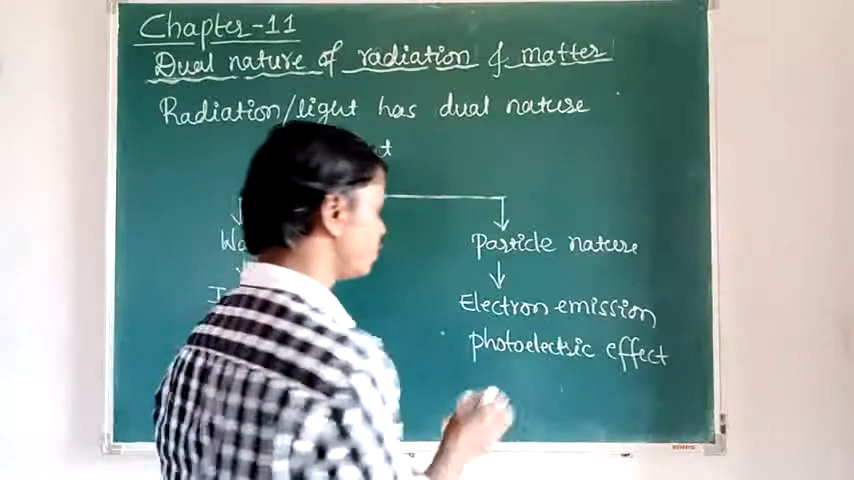 Chapter-11
Dual nature of radiation & matter
Radiation/light has dual nature
Particle nature
Electron emission
photoelectric effect